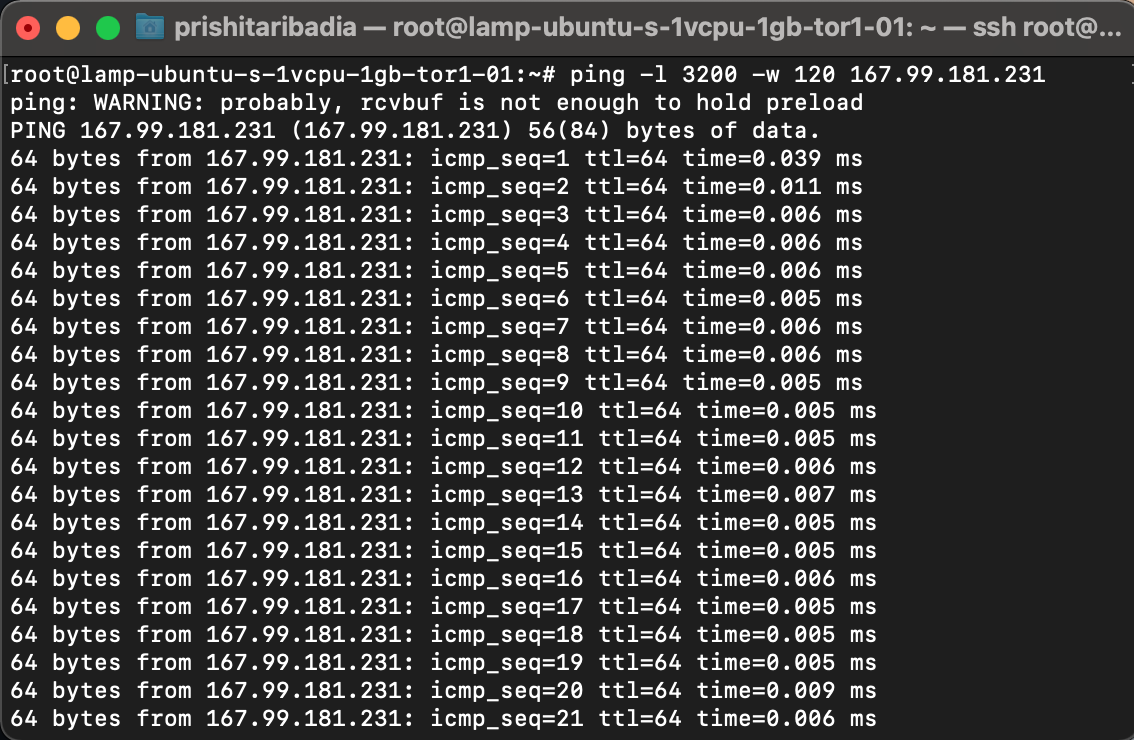 prishitaribadia — root@lamp-ubuntu-s-1vcpu-1gb-tor1-01: ~ — ssh root@...
[root@lamp-ubuntu-s-1vcpu-1gb-tor1-01:~# ping -l 3200 -w 120 167.99.181.231
ping: WARNING: probably, rcvbuf is not enough to hold preload
PING 167.99.181.231 (167.99.181.231) 56(84) bytes of data.
64 bytes from 167.99.181.231: icmp_seq=1 ttl=64 time=0.039 ms
64 bytes from 167.99.181.231: icmp_seq=2 ttl=64 time=0.011 ms
64 bytes from 167.99.181.231: icmp_seq=3 ttl=64 time=0.006 ms
64 bytes from 167.99.181.231: icmp_seq=4 ttl=64 time=0.006 ms
64 bytes from 167.99.181.231: icmp_seq=5 ttl=64 time=0.006 ms
64 bytes from 167.99.181.231: icmp_seq=6 ttl=64 time=0.005 ms
64 bytes from 167.99.181.231: icmp_seq=7 ttl=64 time=0.006 ms
64 bytes from 167.99.181.231: icmp_seq=8 ttl=64 time=0.006 ms
64 bytes from 167.99.181.231: icmp_seq=9 ttl=64 time=0.005 ms
64 bytes from 167.99.181.231: icmp_seq=10 ttl=64 time=0.005 ms
64 bytes from 167.99.181.231: icmp_seq=11 ttl=64 time=0.005 ms
64 bytes from 167.99.181.231: icmp_seq=12 ttl=64 time=0.006 ms
64 bytes from 167.99.181.231: icmp_seq=13 ttl=64 time=0.007 ms
64 bytes from 167.99.181.231: icmp_seq=14 ttl=64 time=0.005 ms
64 bytes from 167.99.181.231: icmp_seq=15 ttl=64 time=0.005 ms
64 bytes from 167.99.181.231: icmp_seq=16 ttl=64 time=0.006 ms
64 bytes from 167.99.181.231: icmp_seq=17 ttl=64 time=0.005 ms
64 bytes from 167.99.181.231: icmp_seq=18 ttl=64 time=0.005 ms
64 bytes from 167.99.181.231: icmp_seq=19 ttl=64 time=0.005 ms
64 bytes from 167.99.181.231: icmp_seq=20 ttl=64 time=0.009 ms
64 bytes from 167.99.181.231: icmp_seq=21 ttl=64 time=0.006 ms